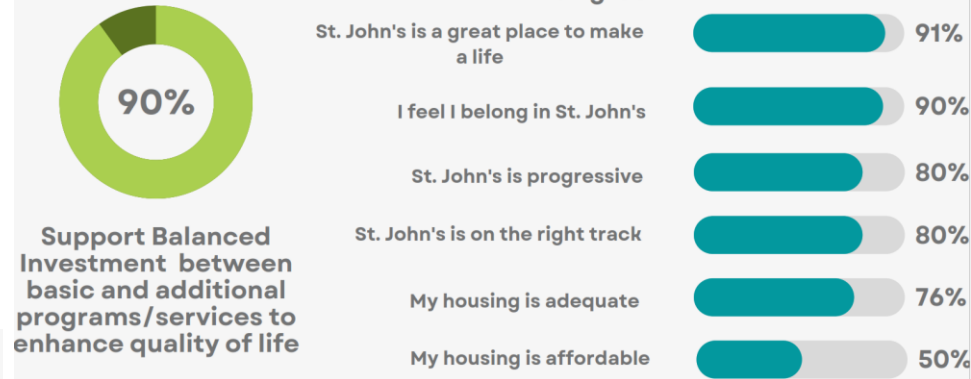 90%
Support Balanced
Investment between
basic and additional
programs/services to
enhance quality of life
St. John's is a great place to make
a life
91%
I feel I belong in St. John's
90%
St. John's is progressive
80%
St. John's is on the right track
80%
My housing is adequate
76%
My housing is affordable
50%